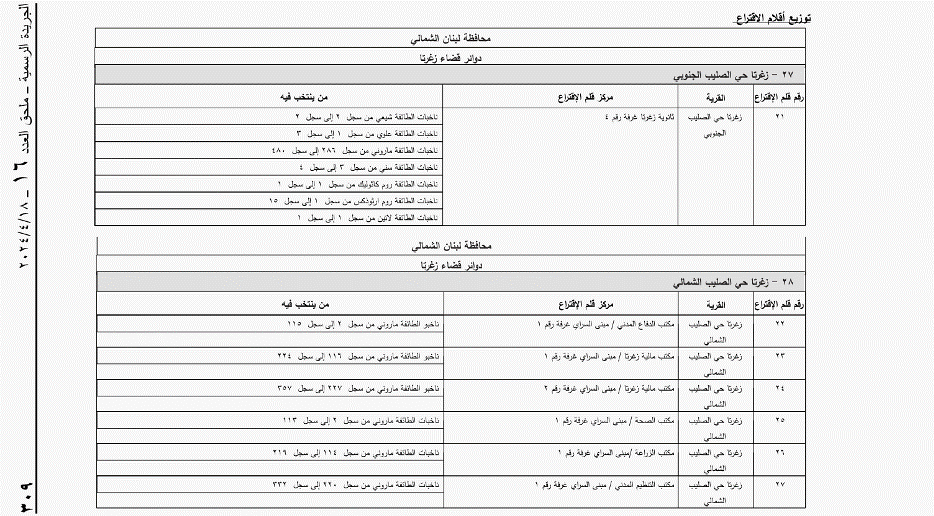 الجريدة الرسمية – ملحق العدد ١٦ – ٢٠٢٤/٤/١٨
٣٠٩
توزيع أقلام الاقتراع
محافظة لبنان الشمالي
دوائر قضاء زغرتا
٢٧ - زغرتا حي الصليب الجنوبي
رقم قلم الإقتراع القرية مركز قلم الإقتراع من ينتخب فيه
٢١ زغرتا حي الصليب الجنوبي ثانوية زغرتا غرفة رقم ٤ ناخبات الطائفة شيعي من سجل ٢ إلى سجل ٢
ناخبات الطائفة علوي من سجل ١ إلى سجل ٣
ناخبات الطائفة ماروني من سجل ٢٨٦ إلى سجل ٤٨٠
ناخبات الطائفة سني من سجل ٣ إلى سجل ٤
ناخبات الطائفة روم كاثوليك من سجل ١ إلى سجل ١
ناخبات الطائفة روم ارثوذكس من سجل ١ إلى سجل ١٥
ناخبات الطائفة لاتين من سجل ١ إلى سجل ١
محافظة لبنان الشمالي
دوائر قضاء زغرتا
٢٨ - زغرتا حي الصليب الشمالي
رقم قلم الإقتراع القرية مركز قلم الإقتراع من ينتخب فيه
٢٢ زغرتا حي الصليب الشمالي مكتب الدفاع المدني / مبنى السراي غرفة رقم ١ ناخبو الطائفة ماروني من سجل ٢ إلى سجل ١١٥
٢٣ زغرتا حي الصليب الشمالي مكتب مالية زغرتا / مبنى السراي غرفة رقم ١ ناخبو الطائفة ماروني من سجل ١١٦ إلى سجل ٢٢٤
٢٤ زغرتا حي الصليب الشمالي مكتب مالية زغرتا / مبنى السراي غرفة رقم ٢ ناخبو الطائفة ماروني من سجل ٢٢٧ إلى سجل ٣٥٧
٢٥ زغرتا حي الصليب الشمالي مكتب الصحة / مبنى السراي غرفة رقم ١ ناخبات الطائفة ماروني من سجل ٢ إلى سجل ١١٣
٢٦ زغرتا حي الصليب الشمالي مكتب الزراعة /مبنى السراي غرفة رقم ١ ناخبات الطائفة ماروني من سجل ١١٤ إلى سجل ٢١٩
٢٧ زغرتا حي الصليب الشمالي مكتب التنظيم المدني / مبنى السراي غرفة رقم ١ ناخبات الطائفة ماروني من سجل ٢٢٠ إلى سجل ٣٣٢